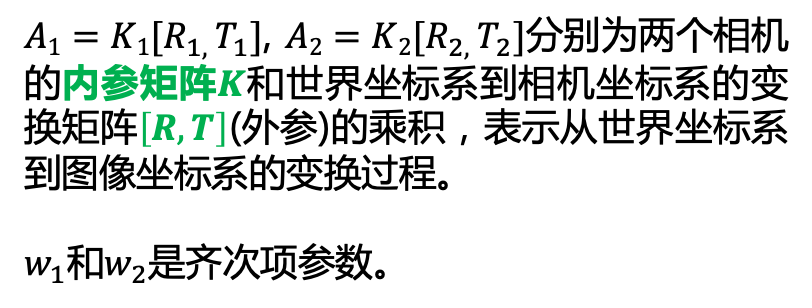 A₁ = K₁[R₁, T₁], A₂ = K₂[R₂, T₂]分别为两个相机
的内参矩阵K和世界坐标系到相机坐标系的变
换矩阵[R, T](外参)的乘积，表示从世界坐标系
到图像坐标系的变换过程。
w₁和w₂是齐次项参数。